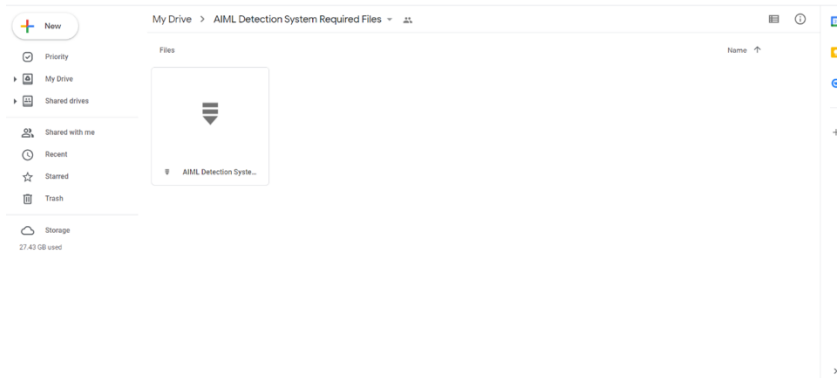 New
My Drive > AIML Detection System Required Files
Priority
My Drive
Shared drives
Shared with me
Recent
Starred
Trash
Storage
27.43 GB used
Files
Name ↑
AIML Detection Syste...